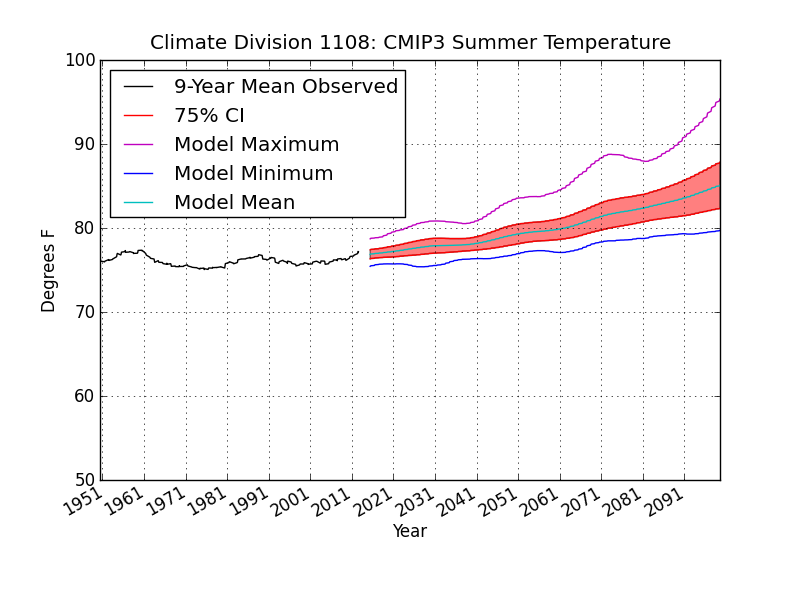 Climate Division 1108: CMIP3 Summer Temperature
9-Year Mean Observed
75% CI
Model Maximum
Model Minimum
Model Mean
Degrees F
100
90
80
70
60
50
1951 1961 1971 1981 1991 2001 2011 2021 2031 2041 2051 2061 2071 2081 2091
Year